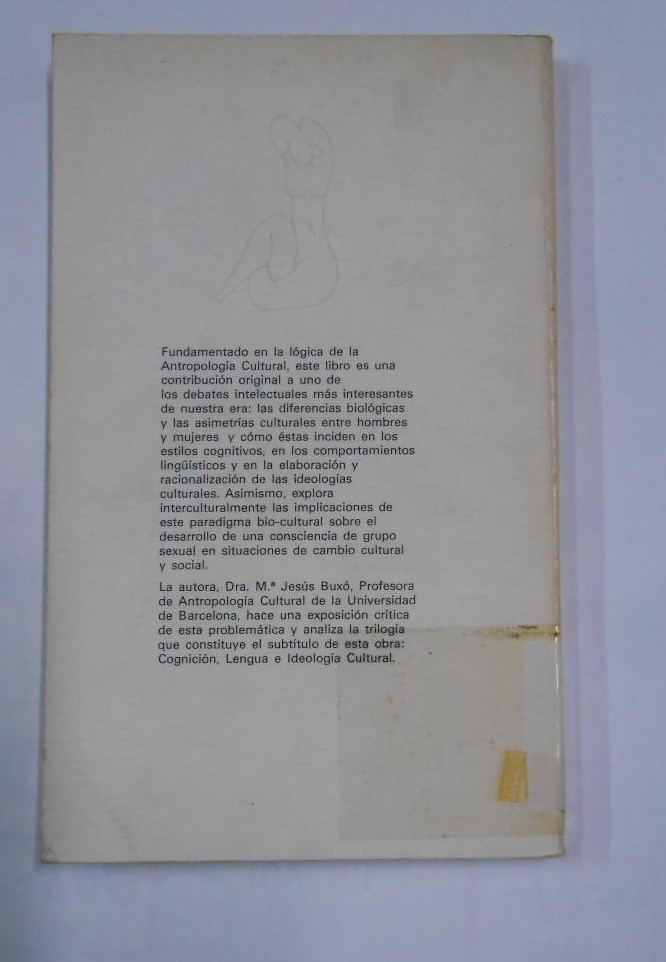 Fundamentado en la lógica de la
Antropología Cultural, este libro es una
contribución original a uno de
los debates intelectuales más interesantes
de nuestra era: las diferencias biológicas
y las asimetrías culturales entre hombres
y mujeres y cómo éstas inciden en los
estilos cognitivos, en los comportamientos
lingüísticos y en la elaboración y
racionalización de las ideologías
culturales. Asimismo, explora
interculturalmente las implicaciones de
este paradigma bio-cultural sobre el
desarrollo de una consciencia de grupo
sexual en situaciones de cambio cultural
y social.
La autora, Dra. M.ª Jesús Buxó, Profesora
de Antropología Cultural de la Universidad
de Barcelona, hace una exposición crítica
de esta problemática y analiza la trilogía
que constituye el subtítulo de esta obra:
Cognición, Lengua e Ideología Cultural.